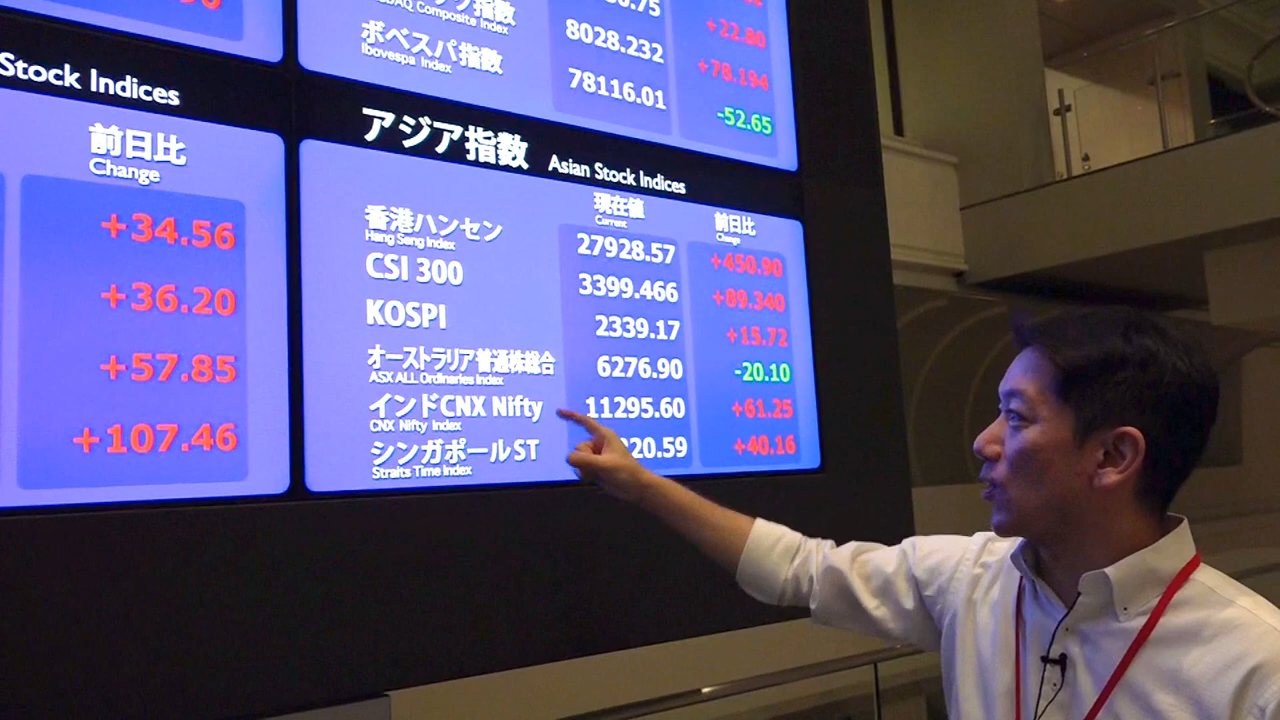 指数
Composite Index
ボベスパ指数
Ibovespa Index
8028.232
78116.01
+22.80
+78.194
-52.65
Stock Indices
前日比
Change
+34.56
+36.20
+57.85
+107.46
アジア指数 Asian Stock Indices
現在値
Current
前日比
Change
香港ハンセン 27928.57 +450.90
Hang Seng Index
CSI 300 3399.466 +89.340
KOSPI 2339.17 +15.72
オーストラリア普通株総合 6276.90 -20.10
ASX ALL Ordinaries Index
インドCNX Nifty 11295.60 +61.25
CNX Nifty Index
シンガポールST 20.59 +40.16
Straits Time Index